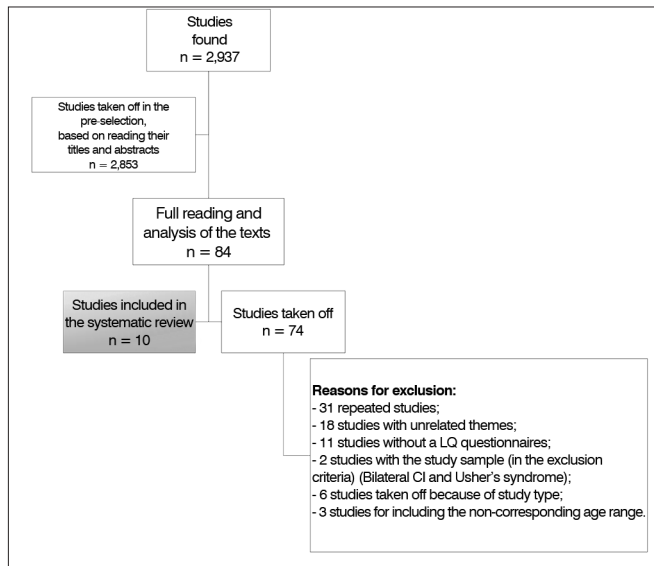 Studies
found
n = 2,937
Studies taken off in the
pre-selection,
based on reading their
titles and abstracts
n = 2,853
Full reading and
analysis of the texts
n = 84
Studies included in
the systematic review
n = 10
Studies taken off
n = 74
Reasons for exclusion:
- 31 repeated studies;
- 18 studies with unrelated themes;
- 11 studies without a LQ questionnaires;
- 2 studies with the study sample (in the exclusion
criteria) (Bilateral CI and Usher's syndrome);
- 6 studies taken off because of study type;
- 3 studies for including the non-corresponding age range.